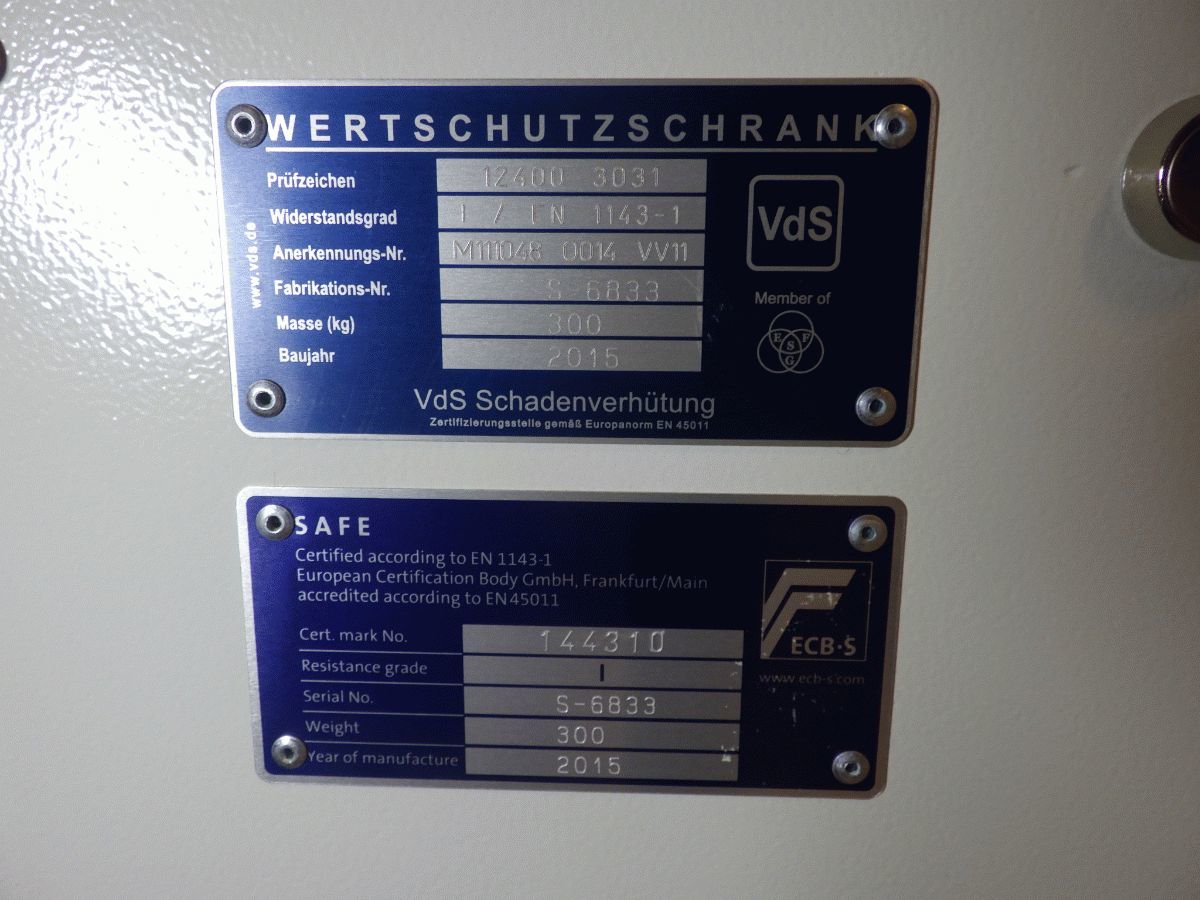 WERTSCHUTZSCHRANK
Prüfzeichen 12400 3031
Widerstandsgrad I / EN 1143-1
Anerkennungs-Nr. M111048 0014 VV11
Fabrikations-Nr. S-6833
Masse (kg) 300
Baujahr 2015
www.vds.de
VdS
Member of
E S F G
VdS Schadenverhütung
Zertifizierungsstelle gemäß Europanorm EN 45011
SAFE
Certified according to EN 1143-1
European Certification Body GmbH, Frankfurt/Main
accredited according to EN 45011
Cert. mark No. 144310
Resistance grade I
Serial No. S-6833
Weight 300
Year of manufacture 2015
ECB·S
www.ecb-s.com